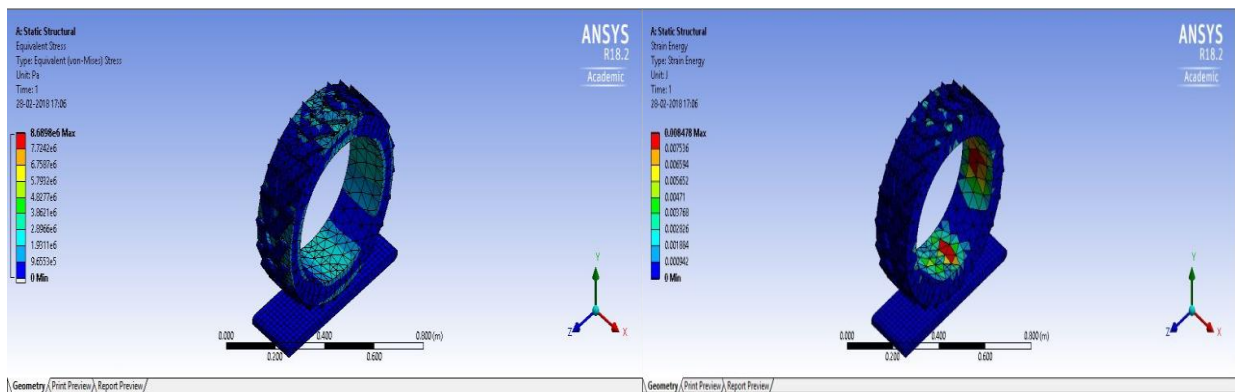 A: Static Structural
Equivalent Stress
Type: Equivalent (von-Mises) Stress
Unit: Pa
Time: 1
28-02-2018 17:06
8.6898e6 Max
7.7242e6
6.7587e6
5.7932e6
4.8277e6
3.8621e6
2.8966e6
1.9311e6
9.6553e5
0 Min
ANSYS
R18.2
Academic
Y
Z
X
0.000
0.400
0.800 (m)
0.200
0.600
Geometry Print Preview Report Preview
A: Static Structural
Strain Energy
Type: Strain Energy
Unit: J
Time: 1
28-02-2018 17:06
0.008478 Max
0.007536
0.006594
0.005652
0.00471
0.003768
0.002826
0.001884
0.000942
0 Min
ANSYS
R18.2
Academic
Y
Z
X
0.000
0.400
0.800 (m)
0.200
0.600
Geometry Print Preview Report Preview